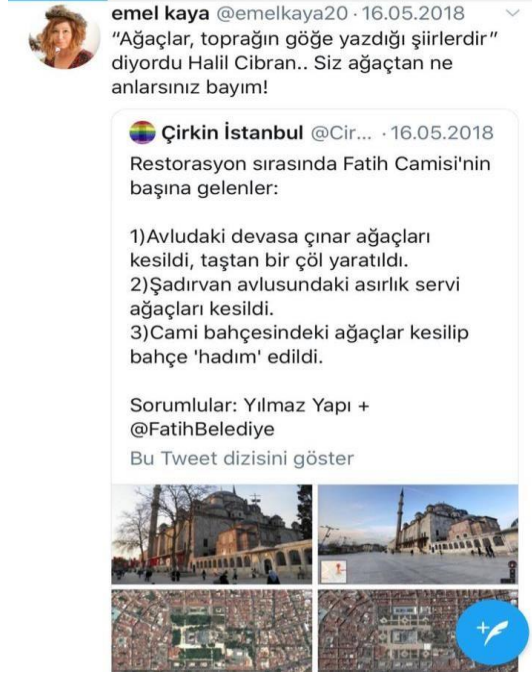 emel kaya @emelkaya20 · 16.05.2018
“Ağaçlar, toprağın göğe yazdığı şiirlerdir”
diyordu Halil Cibran.. Siz ağaçtan ne
anlarsınız bayım!
Çirkin İstanbul @Cir... · 16.05.2018
Restorasyon sırasında Fatih Camisi'nin
başına gelenler:
1)Avludaki devasa çınar ağaçları
kesildi, taştan bir çöl yaratıldı.
2)Şadırvan avlusundaki asırlık servi
ağaçları kesildi.
3)Cami bahçesindeki ağaçlar kesilip
bahçe 'hadım' edildi.
Sorumlular: Yılmaz Yapı +
@FatihBelediye
Bu Tweet dizisini göster